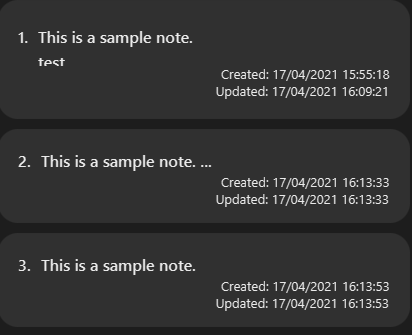 1. This is a sample note.
test
Created: 17/04/2021 15:55:18
Updated: 17/04/2021 16:09:21
2. This is a sample note. ...
Created: 17/04/2021 16:13:33
Updated: 17/04/2021 16:13:33
3. This is a sample note.
Created: 17/04/2021 16:13:53
Updated: 17/04/2021 16:13:53